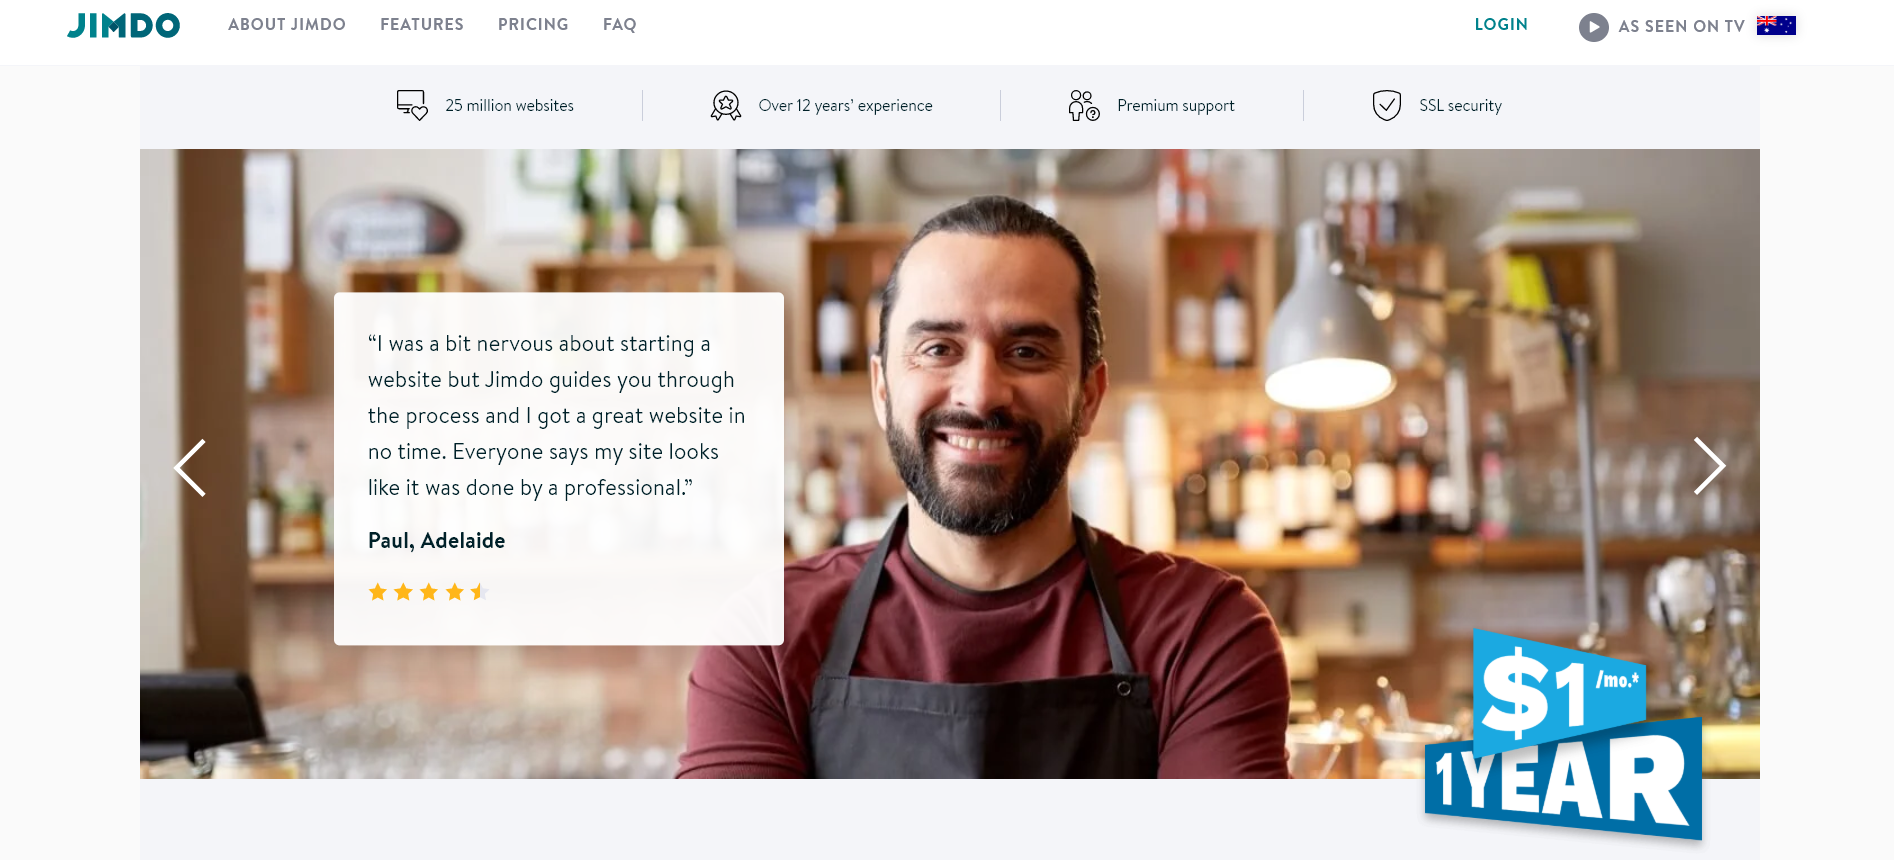 JIMDO
ABOUT JIMDO
FEATURES
PRICING
FAQ
LOGIN
AS SEEN ON TV
25 million websites
Over 12 years’ experience
Premium support
SSL security
“I was a bit nervous about starting a
website but Jimdo guides you through
the process and I got a great website in
no time. Everyone says my site looks
like it was done by a professional.”
Paul, Adelaide
$1 /mo.*
1 YEAR